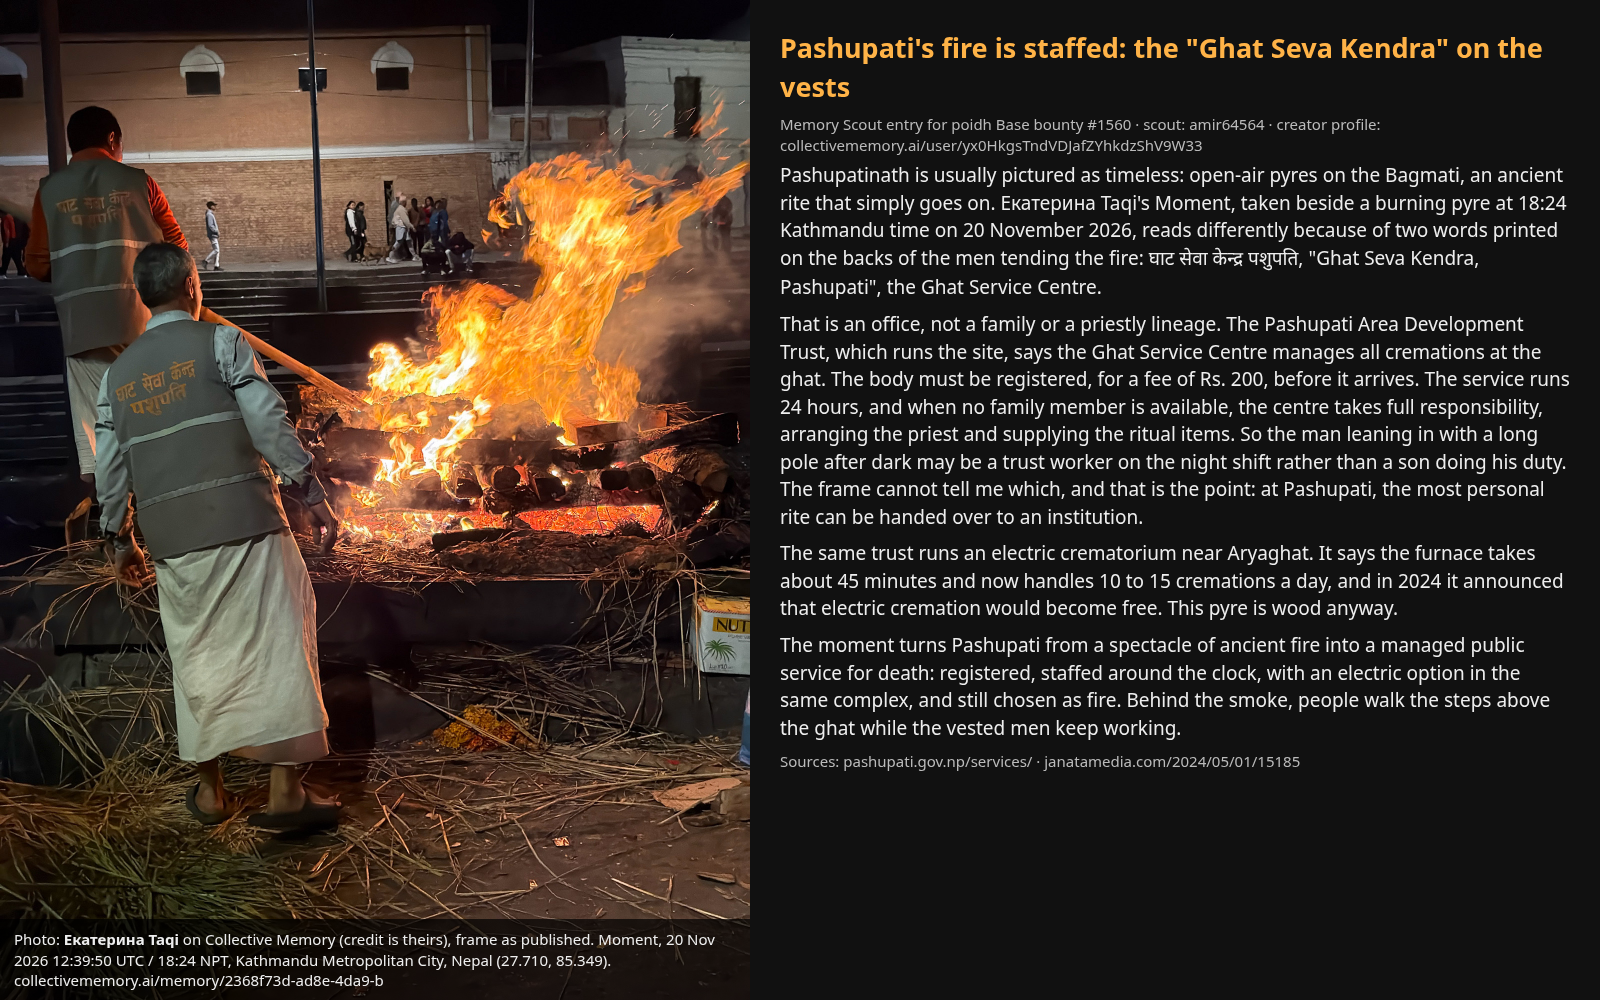 Pashupati's fire is staffed: the "Ghat Seva Kendra" on the
vests
Memory Scout entry for poidh Base bounty #1560 · scout: amir64564 · creator profile:
collectivememory.ai/user/yx0HkgsTndVDJafZYhkdzShV9W33
Pashupatinath is usually pictured as timeless: open-air pyres on the Bagmati, an ancient
rite that simply goes on. Екатерина Taqi's Moment, taken beside a burning pyre at 18:24
Kathmandu time on 20 November 2026, reads differently because of two words printed
on the backs of the men tending the fire: घाट सेवा केन्द्र पशुपति, "Ghat Seva Kendra,
Pashupati", the Ghat Service Centre.
That is an office, not a family or a priestly lineage. The Pashupati Area Development
Trust, which runs the site, says the Ghat Service Centre manages all cremations at the
ghat. The body must be registered, for a fee of Rs. 200, before it arrives. The service runs
24 hours, and when no family member is available, the centre takes full responsibility,
arranging the priest and supplying the ritual items. So the man leaning in with a long
pole after dark may be a trust worker on the night shift rather than a son doing his duty.
The frame cannot tell me which, and that is the point: at Pashupati, the most personal
rite can be handed over to an institution.
The same trust runs an electric crematorium near Aryaghat. It says the furnace takes
about 45 minutes and now handles 10 to 15 cremations a day, and in 2024 it announced
that electric cremation would become free. This pyre is wood anyway.
The moment turns Pashupati from a spectacle of ancient fire into a managed public
service for death: registered, staffed around the clock, with an electric option in the
same complex, and still chosen as fire. Behind the smoke, people walk the steps above
the ghat while the vested men keep working.
Sources: pashupati.gov.np/services/ · janatamedia.com/2024/05/01/15185
घाट सेवा केन्द्र
पशुपति
घाट सेवा केन्द्र
पशुपति
NUT
Photo: Екатерина Taqi on Collective Memory (credit is theirs), frame as published. Moment, 20 Nov
2026 12:39:50 UTC / 18:24 NPT, Kathmandu Metropolitan City, Nepal (27.710, 85.349).
collectivememory.ai/memory/2368f73d-ad8e-4da9-b